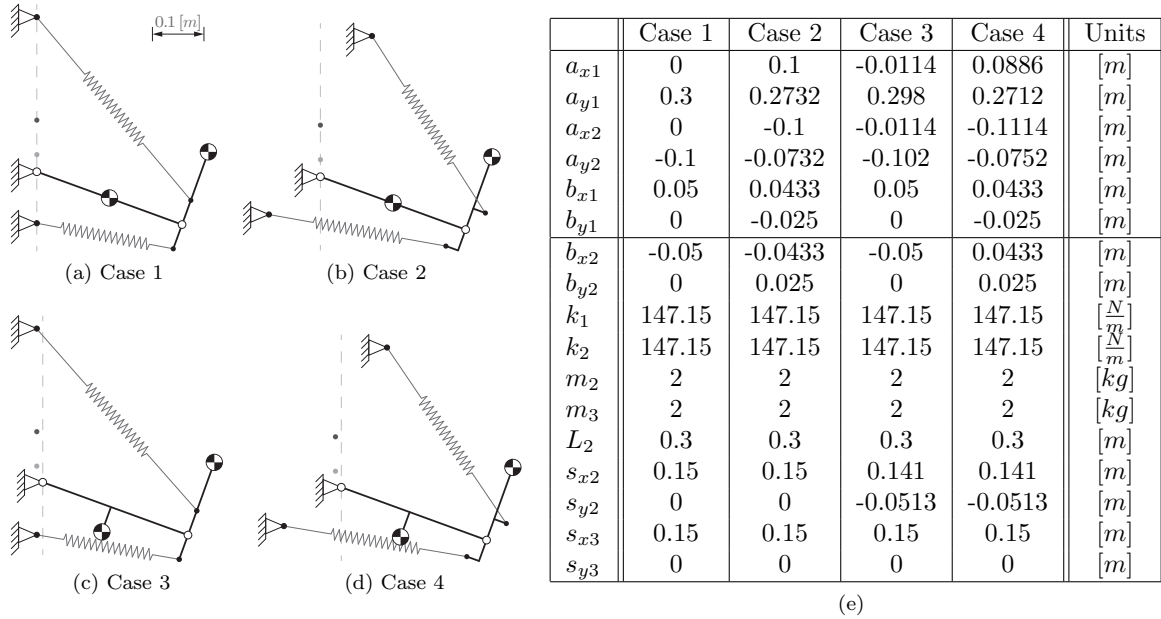 0.1 [m]
(a) Case 1
(b) Case 2
(c) Case 3
(d) Case 4
Case 1 Case 2 Case 3 Case 4 Units
a_{x1} 0 0.1 -0.0114 0.0886 [m]
a_{y1} 0.3 0.2732 0.298 0.2712 [m]
a_{x2} 0 -0.1 -0.0114 -0.1114 [m]
a_{y2} -0.1 -0.0732 -0.102 -0.0752 [m]
b_{x1} 0.05 0.0433 0.05 0.0433 [m]
b_{y1} 0 -0.025 0 -0.025 [m]
b_{x2} -0.05 -0.0433 -0.05 0.0433 [m]
b_{y2} 0 0.025 0 0.025 [m]
k_1 147.15 147.15 147.15 147.15 [N/m]
k_2 147.15 147.15 147.15 147.15 [N/m]
m_2 2 2 2 2 [kg]
m_3 2 2 2 2 [kg]
L_2 0.3 0.3 0.3 0.3 [m]
s_{x2} 0.15 0.15 0.141 0.141 [m]
s_{y2} 0 0 -0.0513 -0.0513 [m]
s_{x3} 0.15 0.15 0.15 0.15 [m]
s_{y3} 0 0 0 0 [m]
(e)